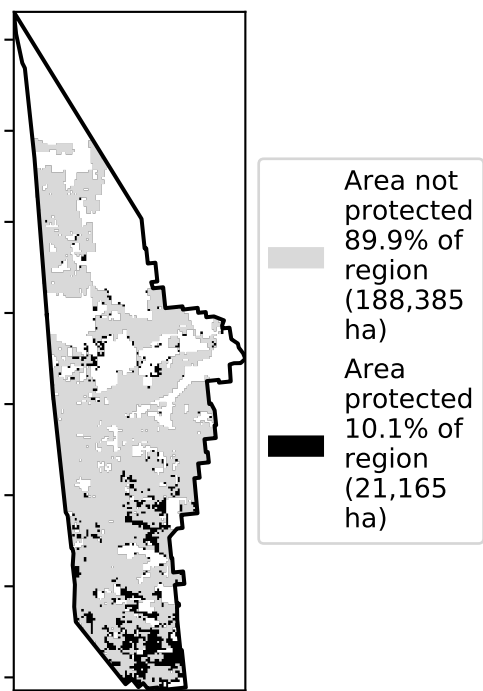 Area not
protected
89.9% of
region
(188,385
ha)
Area
protected
10.1% of
region
(21,165
ha)